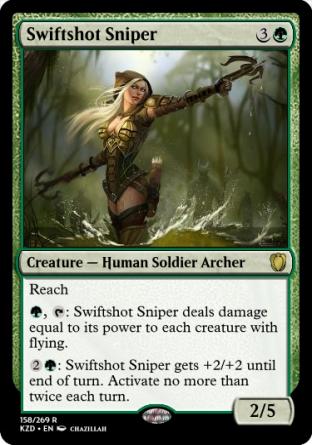 Swiftshot Sniper 3
Creature — Human Soldier Archer
Reach
, : Swiftshot Sniper deals damage
equal to its power to each creature with
flying.
2 : Swiftshot Sniper gets +2/+2 until
end of turn. Activate no more than
twice each turn.
158/269 R
KZD • EN CHAZILLAH
2/5